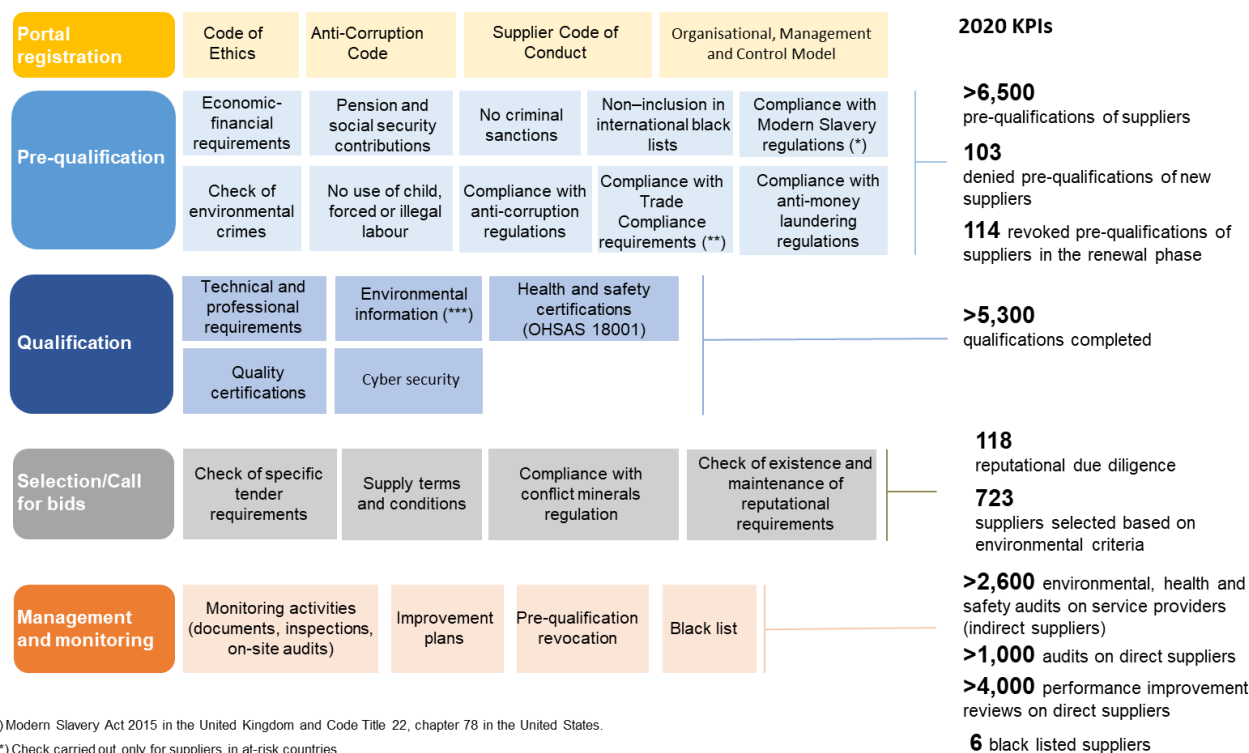 Portal
registration
Code of
Ethics
Anti-Corruption
Code
Supplier Code of
Conduct
Organisational, Management
and Control Model
2020 KPIs
Pre-qualification
Economic-
financial
requirements
Pension and
social security
contributions
No criminal
sanctions
Non–inclusion in
international black
lists
Compliance with
Modern Slavery
regulations (*)
Check of
environmental
crimes
No use of child,
forced or illegal
labour
Compliance with
anti-corruption
regulations
Compliance with
Trade
Compliance
requirements (**)
Compliance with
anti-money
laundering
regulations
>6,500
pre-qualifications of suppliers
103
denied pre-qualifications of new
suppliers
114 revoked pre-qualifications of
suppliers in the renewal phase
Qualification
Technical and
professional
requirements
Environmental
information (***)
Health and safety
certifications
(OHSAS 18001)
Quality
certifications
Cyber security
>5,300
qualifications completed
Selection/Call
for bids
Check of specific
tender
requirements
Supply terms
and conditions
Compliance with
conflict minerals
regulation
Check of existence and
maintenance of
reputational
requirements
118
reputational due diligence
723
suppliers selected based on
environmental criteria
Management
and monitoring
Monitoring activities
(documents, inspections,
on-site audits)
Improvement
plans
Pre-qualification
revocation
Black list
>2,600 environmental, health and
safety audits on service providers
(indirect suppliers)
>1,000 audits on direct suppliers
>4,000 performance improvement
reviews on direct suppliers
6 black listed suppliers
) Modern Slavery Act 2015 in the United Kingdom and Code Title 22, chapter 78 in the United States.
*) Check carried out only for suppliers in at-risk countries